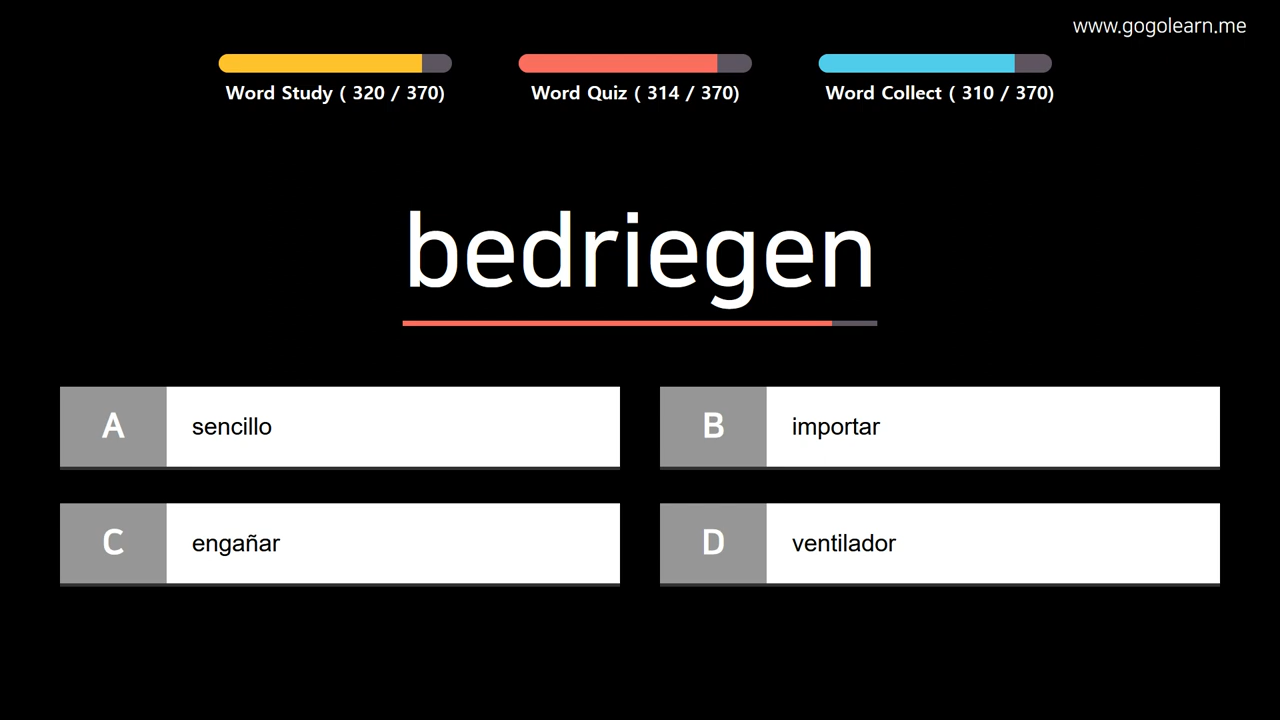 www.gogolearn.me
Word Study ( 320 / 370)
Word Quiz ( 314 / 370)
Word Collect ( 310 / 370)
bedriegen
A
sencillo
B
importar
C
engañar
D
ventilador